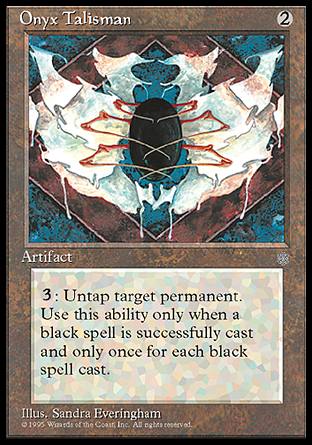 Onyx Talisman 2
Artifact
3: Untap target permanent.
Use this ability only when a
black spell is successfully cast
and only once for each black
spell cast.
Illus. Sandra Everingham
© 1995 Wizards of the Coast, Inc. All rights reserved.